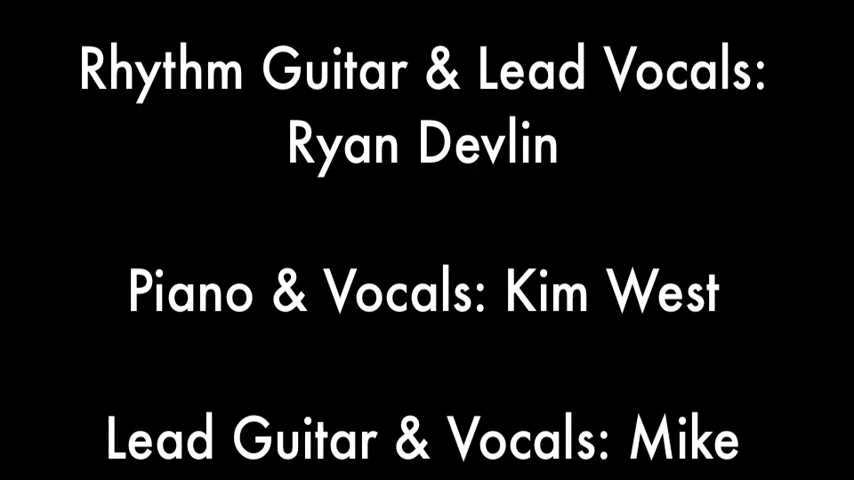 Rhythm Guitar & Lead Vocals:
Ryan Devlin
Piano & Vocals: Kim West
Lead Guitar & Vocals: Mike